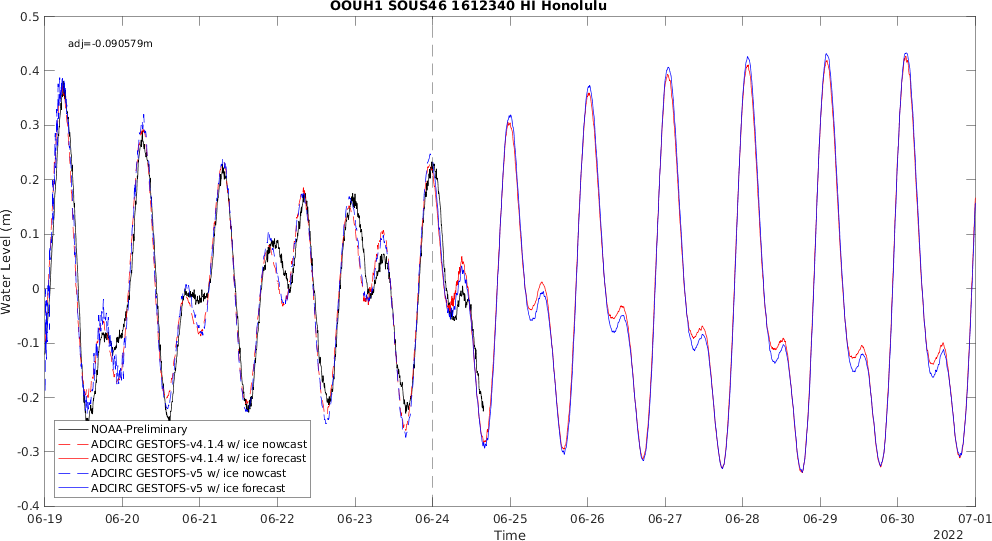 OOUH1 SOUS46 1612340 HI Honolulu
0.5
adj=-0.090579m
0.4
0.3
0.2
0.1
0
-0.1
-0.2
-0.3
-0.4
Water Level (m)
NOAA-Preliminary
ADCIRC GESTOFS-v4.1.4 w/ ice nowcast
ADCIRC GESTOFS-v4.1.4 w/ ice forecast
ADCIRC GESTOFS-v5 w/ ice nowcast
ADCIRC GESTOFS-v5 w/ ice forecast
06-19 06-20 06-21 06-22 06-23 06-24 06-25 06-26 06-27 06-28 06-29 06-30 07-01
Time
2022